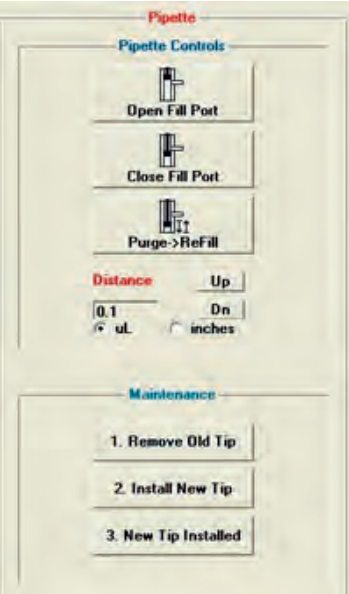 Pipette
Pipette Controls
Open Fill Port
Close Fill Port
Purge->ReFill
Distance Up
0.1 Dn
uL inches
Maintenance
1. Remove Old Tip
2. Install New Tip
3. New Tip Installed